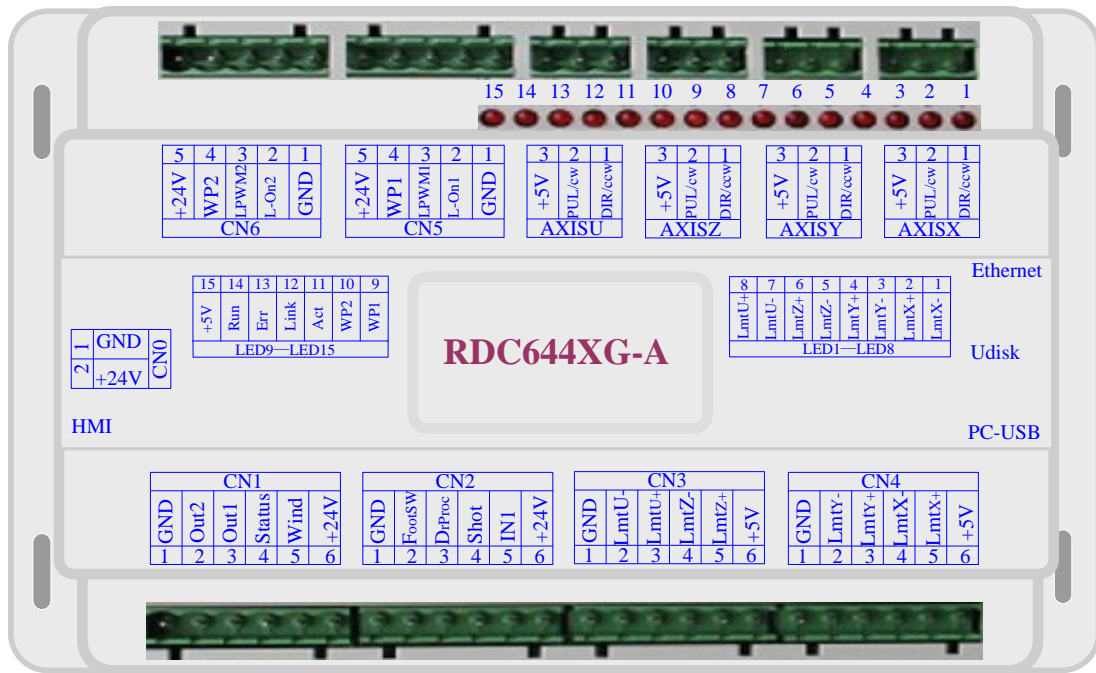 15 14 13 12 11 10 9 8 7 6 5 4 3 2 1
5 4 3 2 1
+24V WP2 LPWM2 L-On2 GND
CN6
5 4 3 2 1
+24V WP1 LPWM1 L-On1 GND
CN5
3 2 1
+5V PUL/cw DIR/ccw
AXISU
3 2 1
+5V PUL/cw DIR/ccw
AXISZ
3 2 1
+5V PUL/cw DIR/ccw
AXISY
3 2 1
+5V PUL/cw DIR/ccw
AXISX
15 14 13 12 11 10 9
+5V Run Err Link Act WP2 WP1
LED9—LED15
8 7 6 5 4 3 2 1
LmtU+ LmtU- LmtZ+ LmtZ- LmtY+ LmtY- LmtX+ LmtX-
LED1—LED8
Ethernet
1 GND
2 +24V
CN0
RDC644XG-A
Udisk
HMI
PC-USB
CN1
GND Out2 Out1 Status Wind +24V
1 2 3 4 5 6
CN2
GND FootSW DrProc Shot IN1 +24V
1 2 3 4 5 6
CN3
GND LmtU- LmtU+ LmtZ- LmtZ+ +5V
1 2 3 4 5 6
CN4
GND LmtY- LmtY+ LmtX- LmtX+ +5V
1 2 3 4 5 6